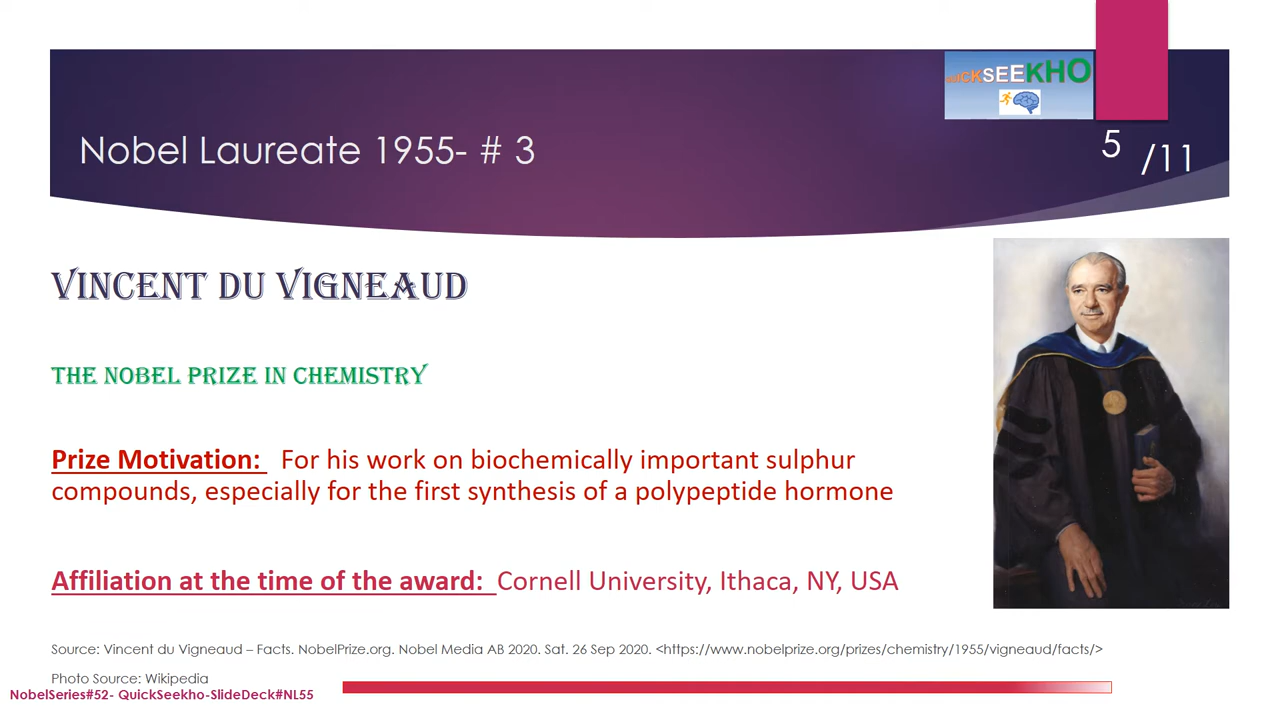 QUICKSEEKHO
Nobel Laureate 1955- # 3
5 /11
VINCENT DU VIGNEAUD
THE NOBEL PRIZE IN CHEMISTRY
Prize Motivation: For his work on biochemically important sulphur
compounds, especially for the first synthesis of a polypeptide hormone
Affiliation at the time of the award: Cornell University, Ithaca, NY, USA
Source: Vincent du Vigneaud – Facts. NobelPrize.org. Nobel Media AB 2020. Sat. 26 Sep 2020. <https://www.nobelprize.org/prizes/chemistry/1955/vigneaud/facts/>
Photo Source: Wikipedia
NobelSeries#52- QuickSeekho-SlideDeck#NL55